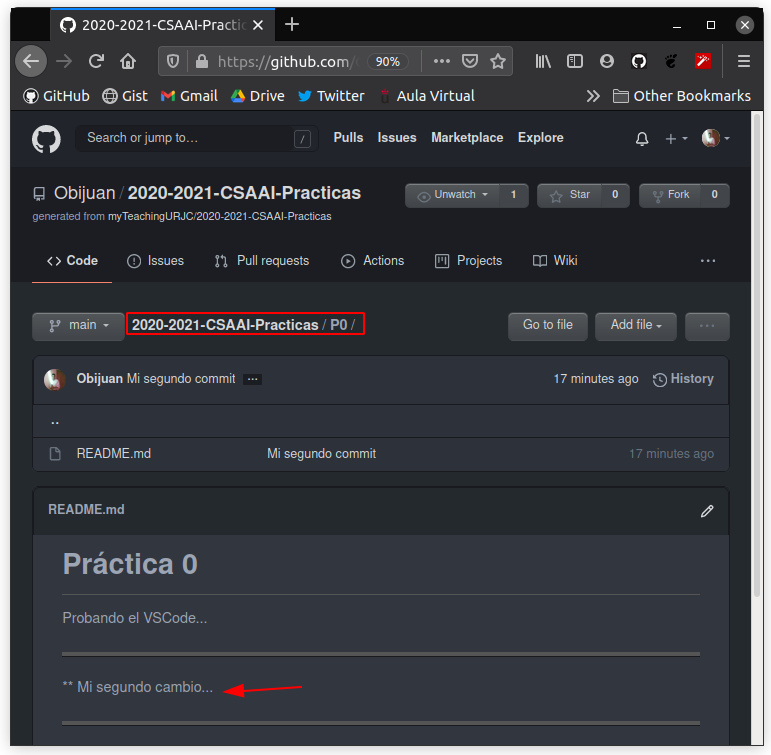 2020-2021-CSAAI-Practic
https://github.com/ 90% ...
GitHub Gist Gmail Drive Twitter Aula Virtual Other Bookmarks
Search or jump to… / Pulls Issues Marketplace Explore
Obijuan / 2020-2021-CSAAI-Practicas Unwatch 1 Star 0 Fork 0
generated from myTeachingURJC/2020-2021-CSAAI-Practicas
Code Issues Pull requests Actions Projects Wiki ...
main 2020-2021-CSAAI-Practicas / P0 / Go to file Add file ...
Obijuan Mi segundo commit ... 17 minutes ago History
..
README.md Mi segundo commit 17 minutes ago
README.md
Práctica 0
Probando el VSCode...
** Mi segundo cambio...